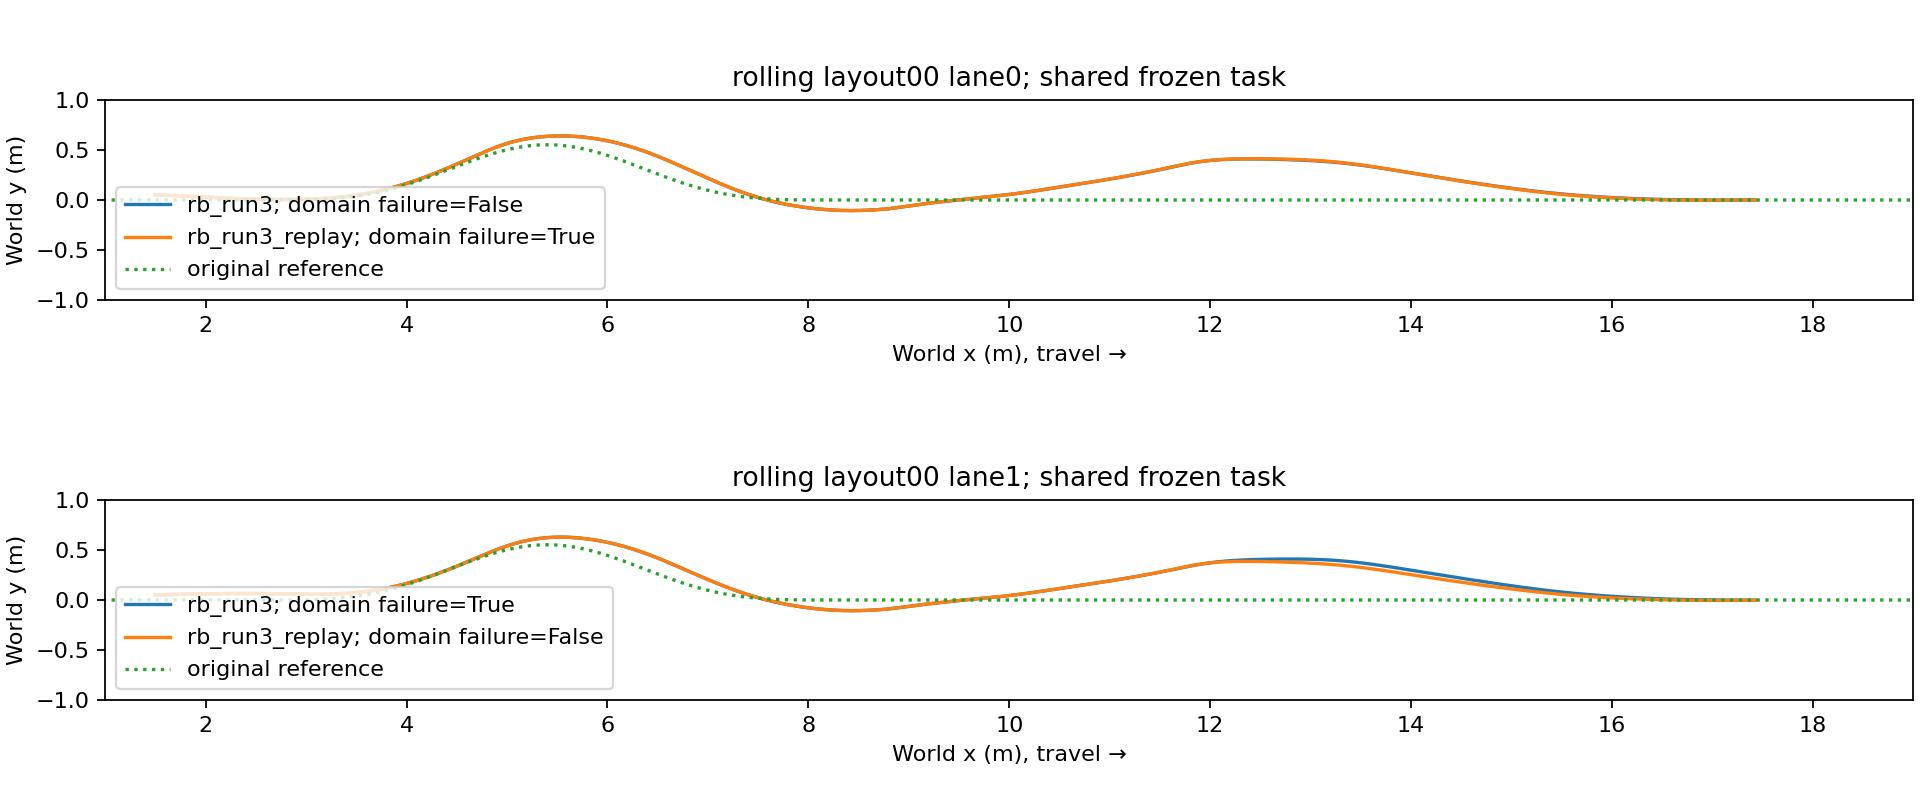 rolling layout00 lane0; shared frozen task
World y (m)
1.0
0.5
0.0
−0.5
−1.0
rb_run3; domain failure=False
rb_run3_replay; domain failure=True
original reference
2 4 6 8 10 12 14 16 18
World x (m), travel →
rolling layout00 lane1; shared frozen task
World y (m)
1.0
0.5
0.0
−0.5
−1.0
rb_run3; domain failure=True
rb_run3_replay; domain failure=False
original reference
2 4 6 8 10 12 14 16 18
World x (m), travel →